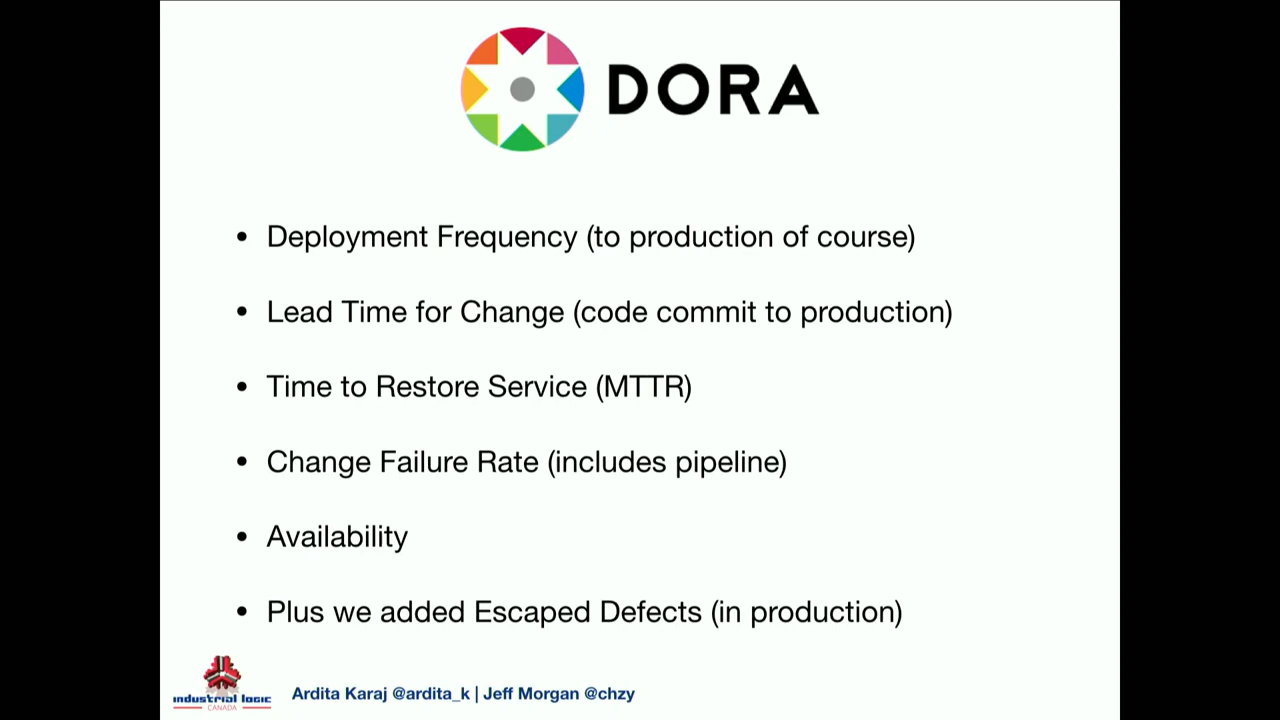 DORA
• Deployment Frequency (to production of course)
• Lead Time for Change (code commit to production)
• Time to Restore Service (MTTR)
• Change Failure Rate (includes pipeline)
• Availability
• Plus we added Escaped Defects (in production)
industrial logic
CANADA
Ardita Karaj @ardita_k | Jeff Morgan @chzy